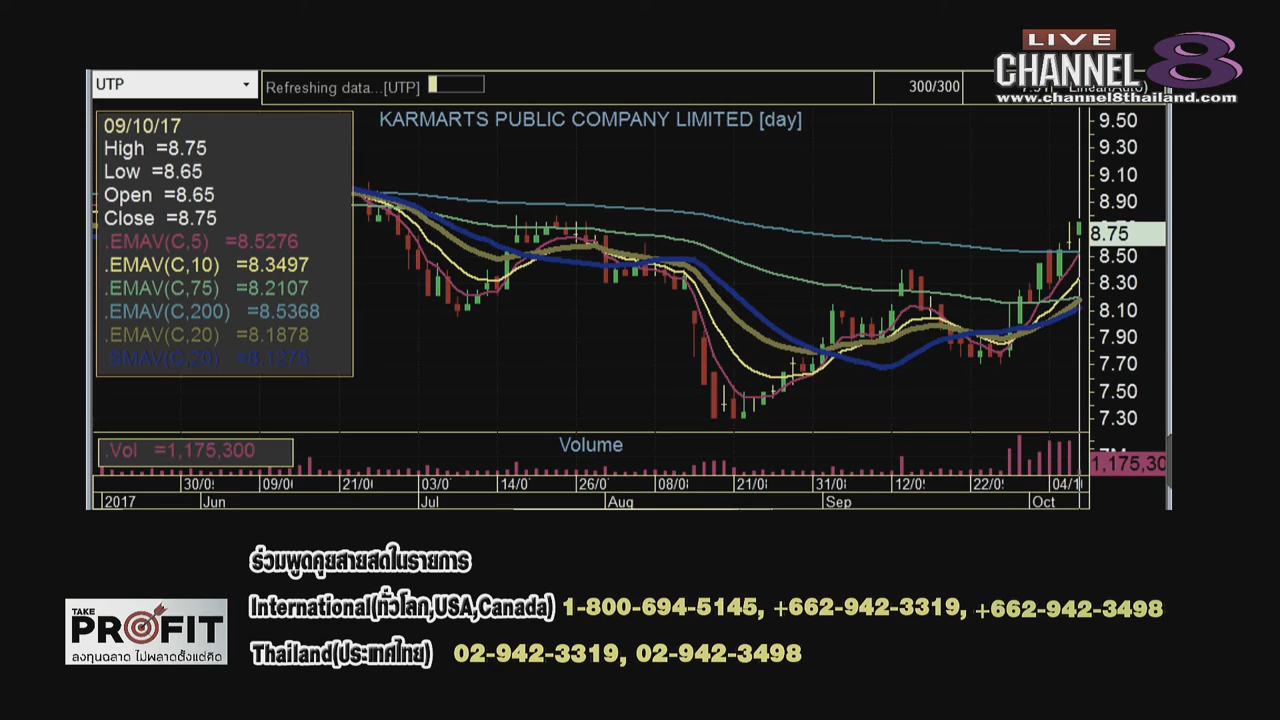 LIVE
CHANNEL 8
www.channel8thailand.com
UTP
Refreshing data...[UTP]
300/300
KARMARTS PUBLIC COMPANY LIMITED [day]
09/10/17
High =8.75
Low =8.65
Open =8.65
Close =8.75
.EMAV(C,5) =8.5276
.EMAV(C,10) =8.3497
.EMAV(C,75) =8.2107
.EMAV(C,200) =8.5368
.EMAV(C,20) =8.1878
.SMAV(C,20) =8.1275
9.50
9.30
9.10
8.90
8.75
8.50
8.30
8.10
7.90
7.70
7.50
7.30
.Vol =1,175,300
Volume
1,175,30
30/0 09/0 21/0 03/0 14/0 26/0 08/0 21/0 31/0 12/0 22/0 04/1
2017 Jun Jul Aug Sep Oct
ร่วมพูดคุยสายสดในรายการ
International(ทั่วโลก,USA,Canada) 1-800-694-5145, +662-942-3319, +662-942-3498
Thailand(ประเทศไทย) 02-942-3319, 02-942-3498
TAKE
PROFIT
ลงทุนฉลาด ไม่พลาดตั้งแต่คิด